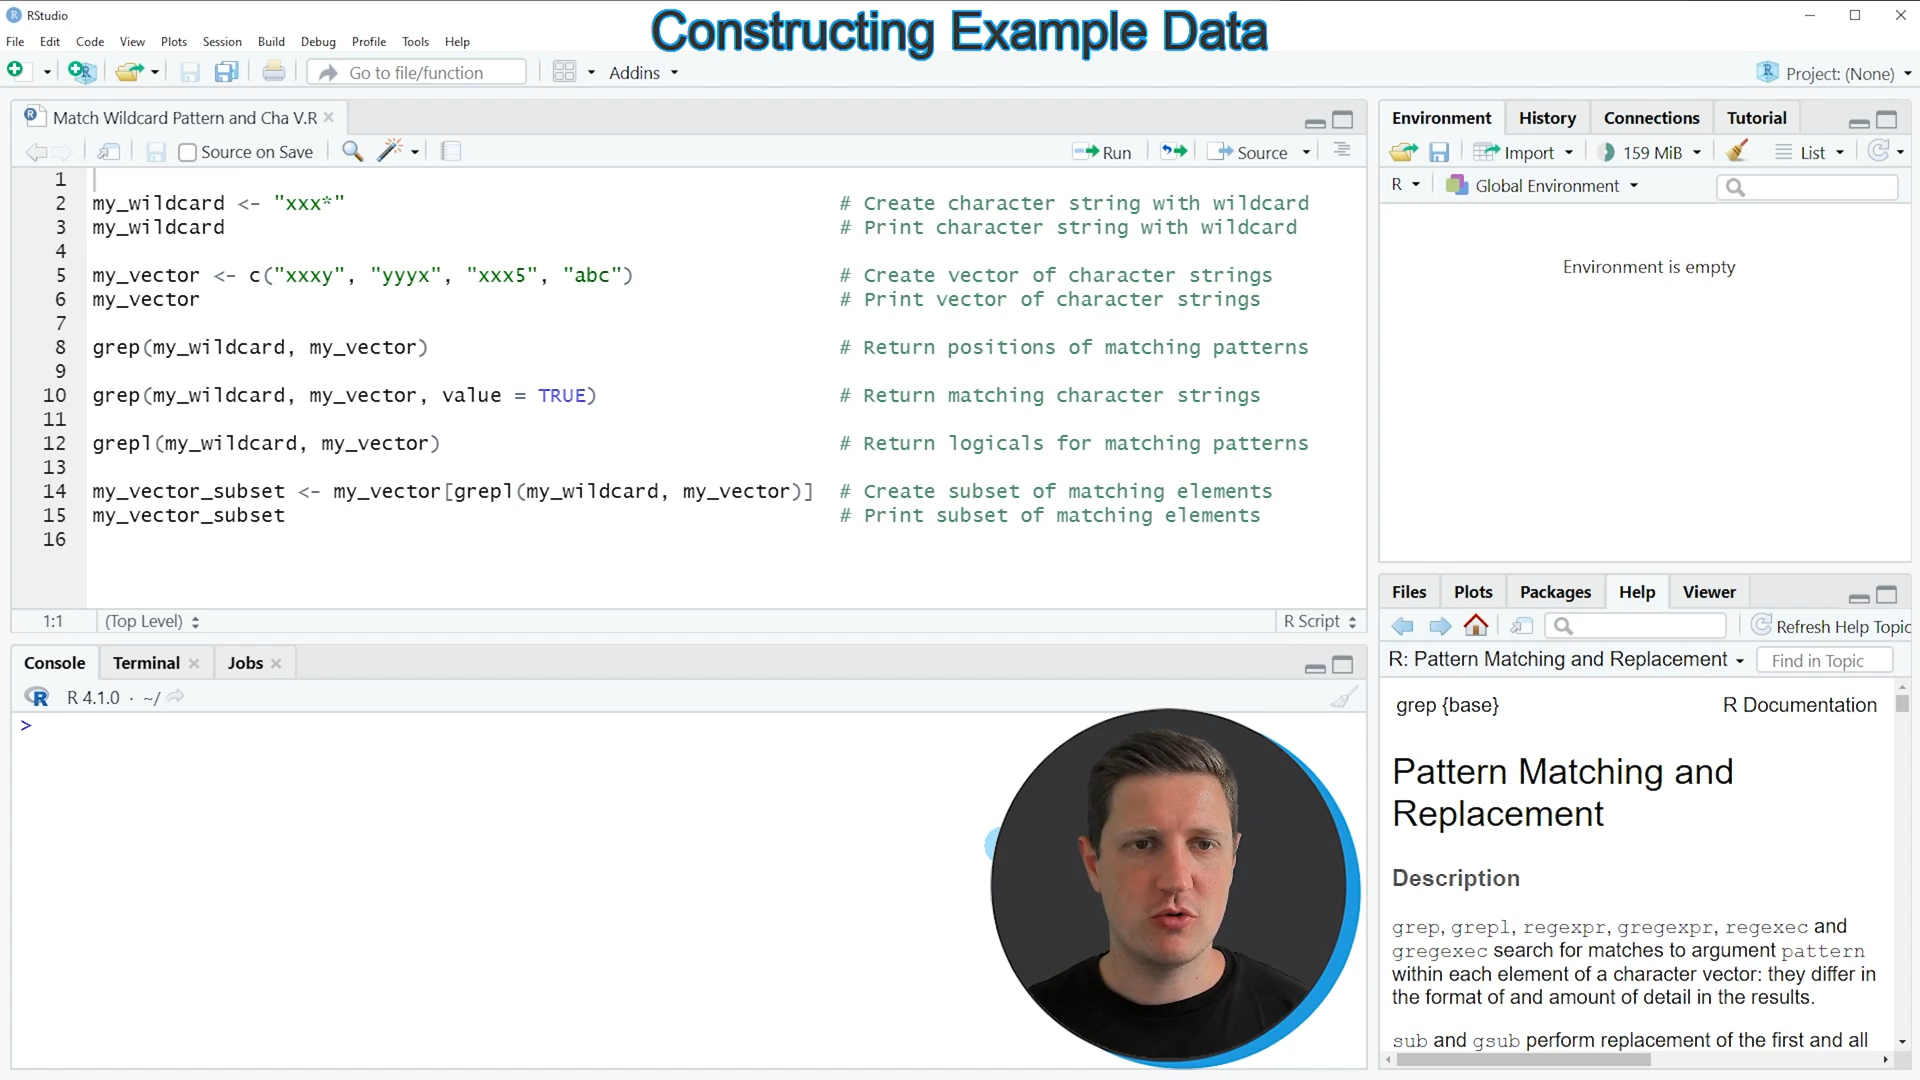 RStudio
Constructing Example Data
File Edit Code View Plots Session Build Debug Profile Tools Help
Go to file/function
Addins
Project: (None)
Match Wildcard Pattern and Cha V.R
Source on Save
Run
Source
1
2 my_wildcard <- "xxx*" # Create character string with wildcard
3 my_wildcard # Print character string with wildcard
4
5 my_vector <- c("xxxy", "yyyx", "xxx5", "abc") # Create vector of character strings
6 my_vector # Print vector of character strings
7
8 grep(my_wildcard, my_vector) # Return positions of matching patterns
9
10 grep(my_wildcard, my_vector, value = TRUE) # Return matching character strings
11
12 grepl(my_wildcard, my_vector) # Return logicals for matching patterns
13
14 my_vector_subset <- my_vector[grepl(my_wildcard, my_vector)] # Create subset of matching elements
15 my_vector_subset # Print subset of matching elements
16
1:1 (Top Level) R Script
Console Terminal Jobs
R 4.1.0 · ~/
>
Environment History Connections Tutorial
Import 159 MiB List
R Global Environment
Environment is empty
Files Plots Packages Help Viewer
Refresh Help Topic
R: Pattern Matching and Replacement Find in Topic
grep {base} R Documentation
Pattern Matching and
Replacement
Description
grep, grepl, regexpr, gregexpr, regexec and
gregexec search for matches to argument pattern
within each element of a character vector: they differ in
the format of and amount of detail in the results.
sub and gsub perform replacement of the first and all